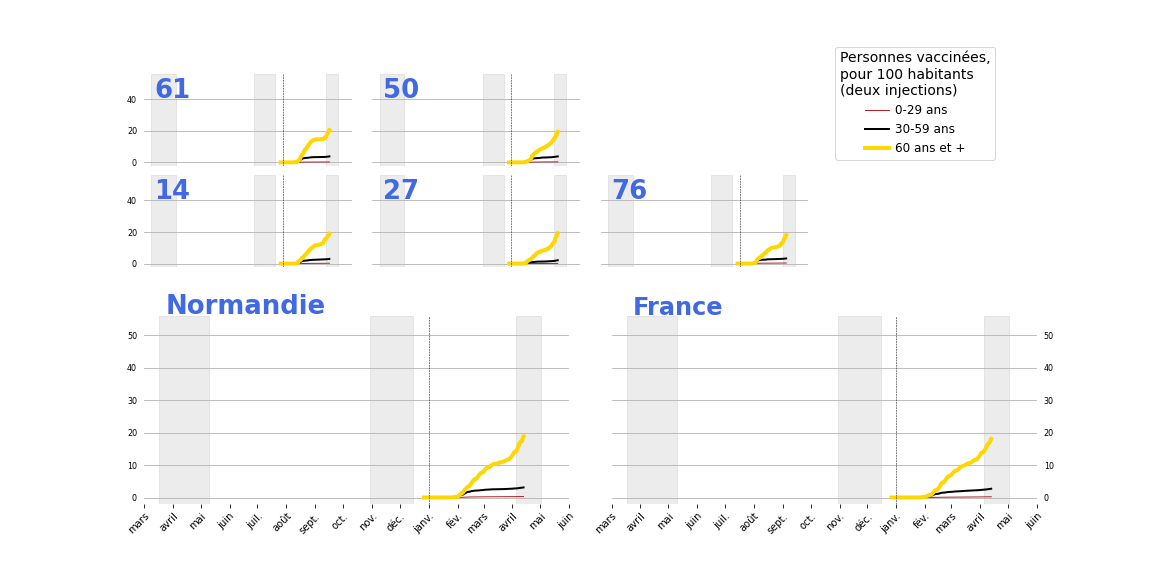 Personnes vaccinées,
pour 100 habitants
(deux injections)
0-29 ans
30-59 ans
60 ans et +
61
50
40
20
0
14
27
76
40
20
0
Normandie
France
50
40
30
20
10
0
50
40
30
20
10
0
mars avril mai juin juil. août sept. oct. nov. déc. janv. fév. mars avril mai juin
mars avril mai juin juil. août sept. oct. nov. déc. janv. fév. mars avril mai juin